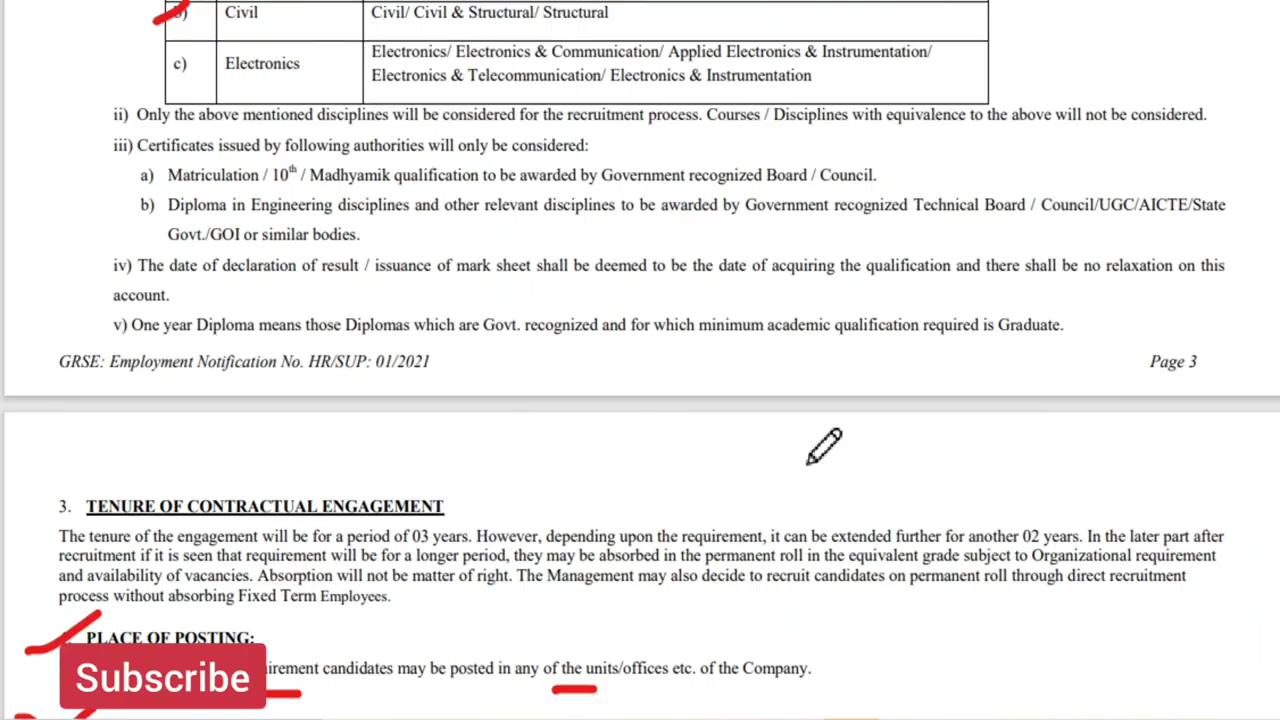 b) Civil Civil/ Civil & Structural/ Structural
c) Electronics Electronics/ Electronics & Communication/ Applied Electronics & Instrumentation/
Electronics & Telecommunication/ Electronics & Instrumentation
ii) Only the above mentioned disciplines will be considered for the recruitment process. Courses / Disciplines with equivalence to the above will not be considered.
iii) Certificates issued by following authorities will only be considered:
a) Matriculation / 10th / Madhyamik qualification to be awarded by Government recognized Board / Council.
b) Diploma in Engineering disciplines and other relevant disciplines to be awarded by Government recognized Technical Board / Council/UGC/AICTE/State
Govt./GOI or similar bodies.
iv) The date of declaration of result / issuance of mark sheet shall be deemed to be the date of acquiring the qualification and there shall be no relaxation on this
account.
v) One year Diploma means those Diplomas which are Govt. recognized and for which minimum academic qualification required is Graduate.
GRSE: Employment Notification No. HR/SUP: 01/2021 Page 3
3. TENURE OF CONTRACTUAL ENGAGEMENT
The tenure of the engagement will be for a period of 03 years. However, depending upon the requirement, it can be extended further for another 02 years. In the later part after
recruitment if it is seen that requirement will be for a longer period, they may be absorbed in the permanent roll in the equivalent grade subject to Organizational requirement
and availability of vacancies. Absorption will not be matter of right. The Management may also decide to recruit candidates on permanent roll through direct recruitment
process without absorbing Fixed Term Employees.
PLACE OF POSTING:
candidates may be posted in any of the units/offices etc. of the Company.
Subscribe